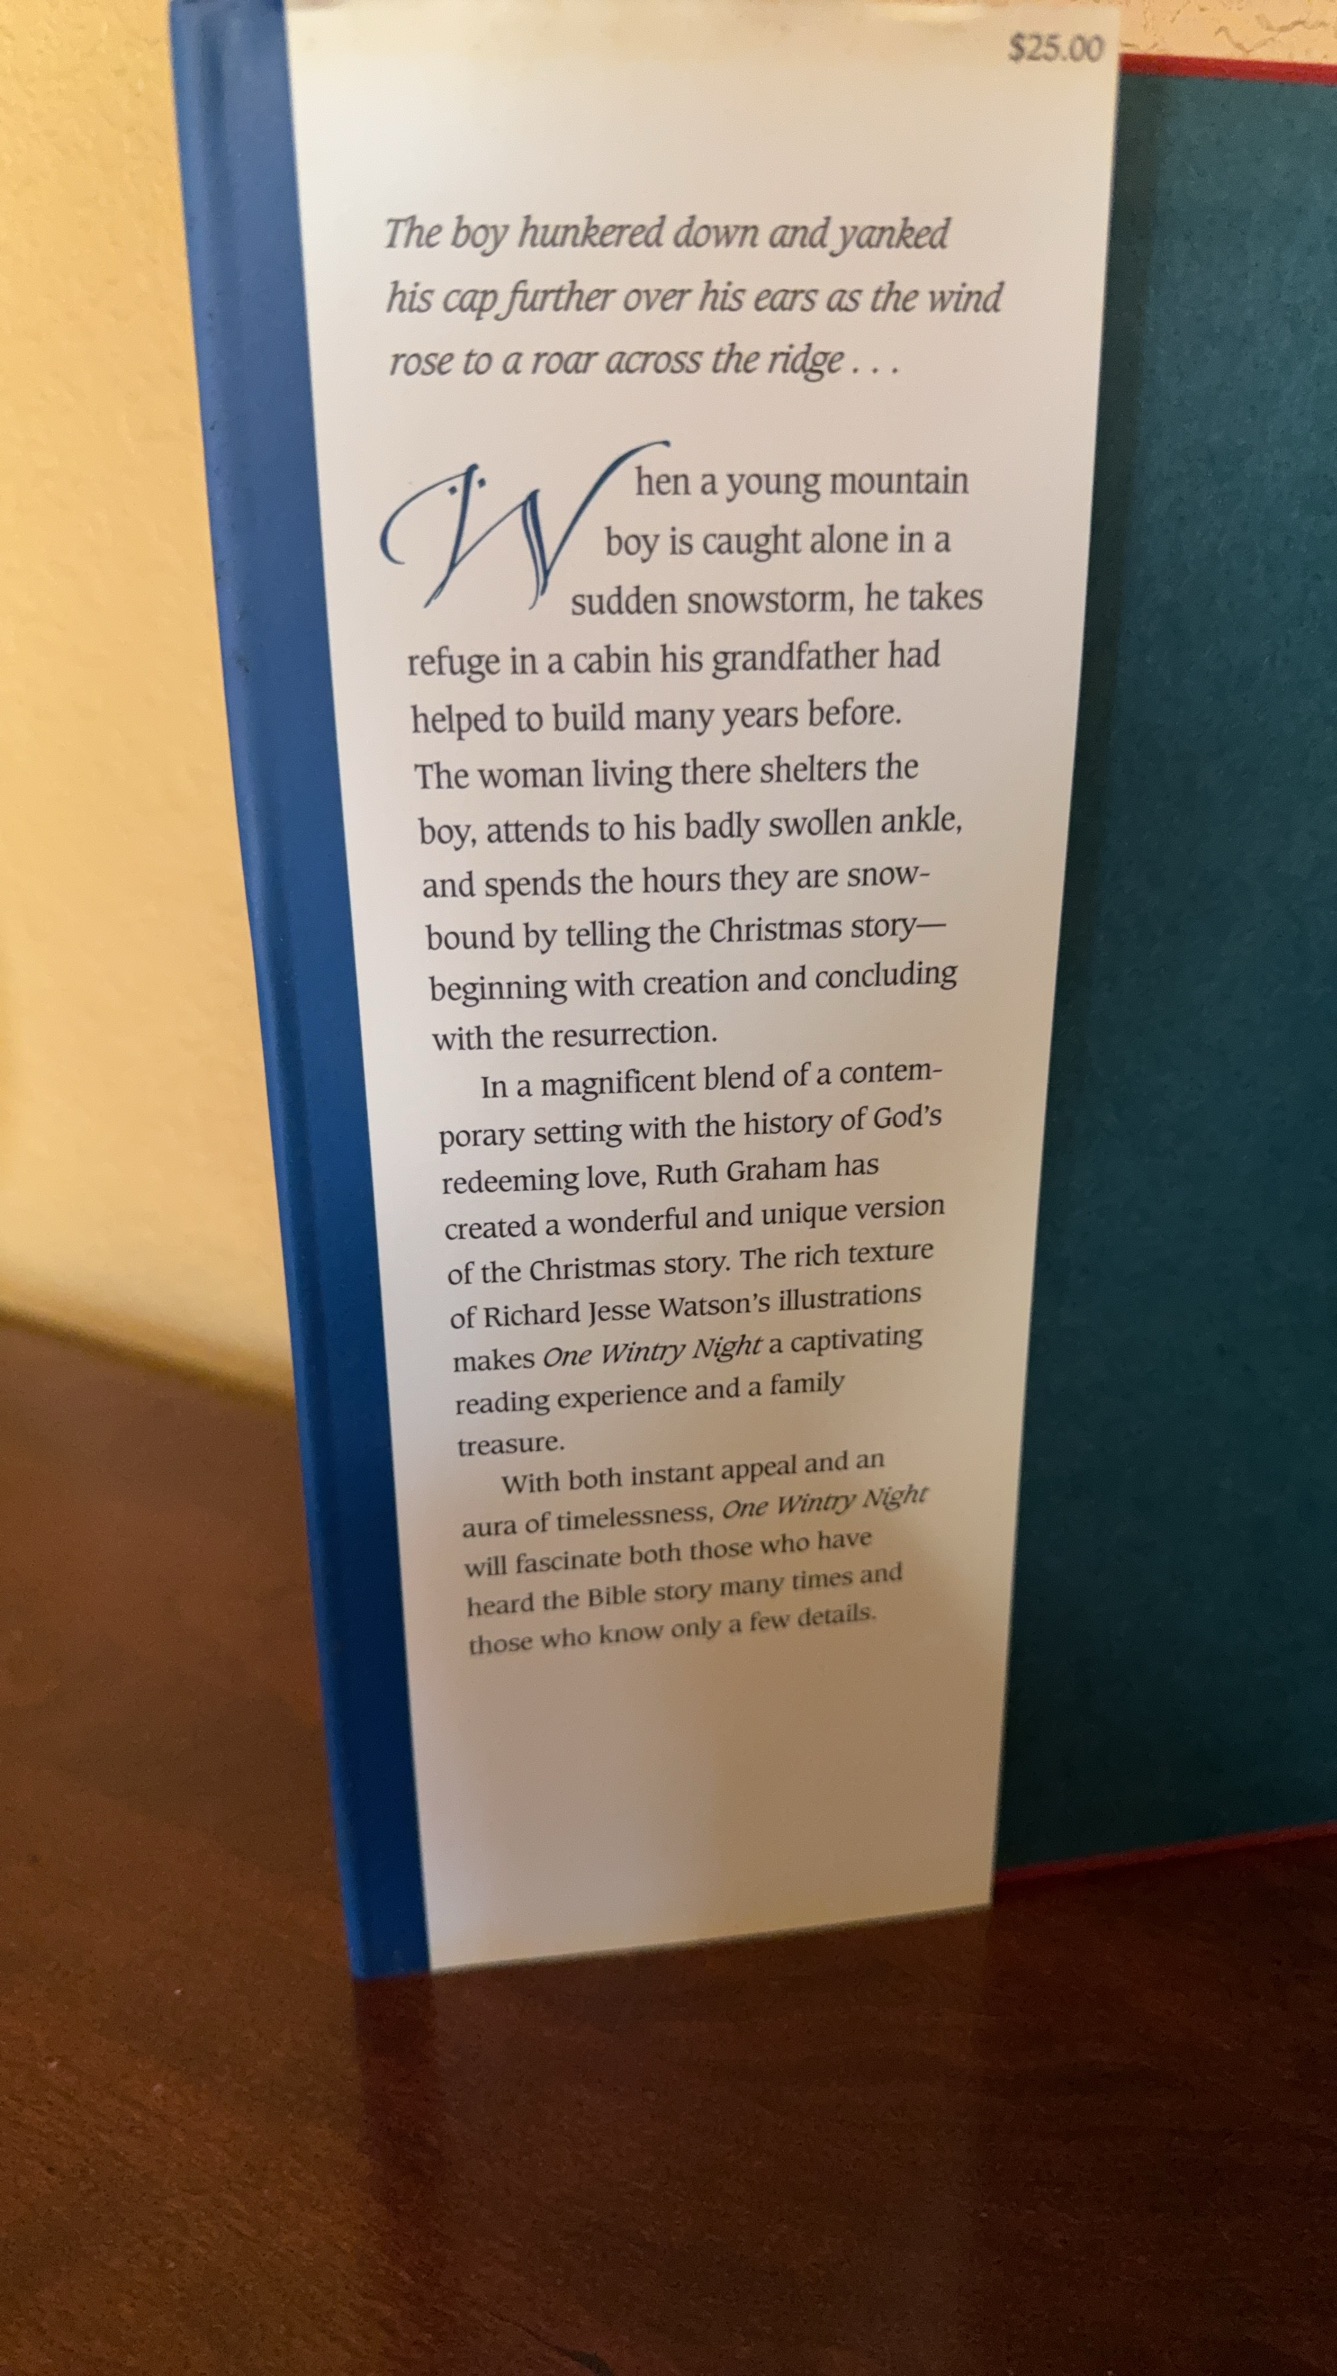 $25.00
The boy hunkered down and yanked
his cap further over his ears as the wind
rose to a roar across the ridge . . .
When a young mountain
boy is caught alone in a
sudden snowstorm, he takes
refuge in a cabin his grandfather had
helped to build many years before.
The woman living there shelters the
boy, attends to his badly swollen ankle,
and spends the hours they are snow-
bound by telling the Christmas story—
beginning with creation and concluding
with the resurrection.
In a magnificent blend of a contem-
porary setting with the history of God's
redeeming love, Ruth Graham has
created a wonderful and unique version
of the Christmas story. The rich texture
of Richard Jesse Watson's illustrations
makes One Wintry Night a captivating
reading experience and a family
treasure.
With both instant appeal and an
aura of timelessness, One Wintry Night
will fascinate both those who have
heard the Bible story many times and
those who know only a few details.